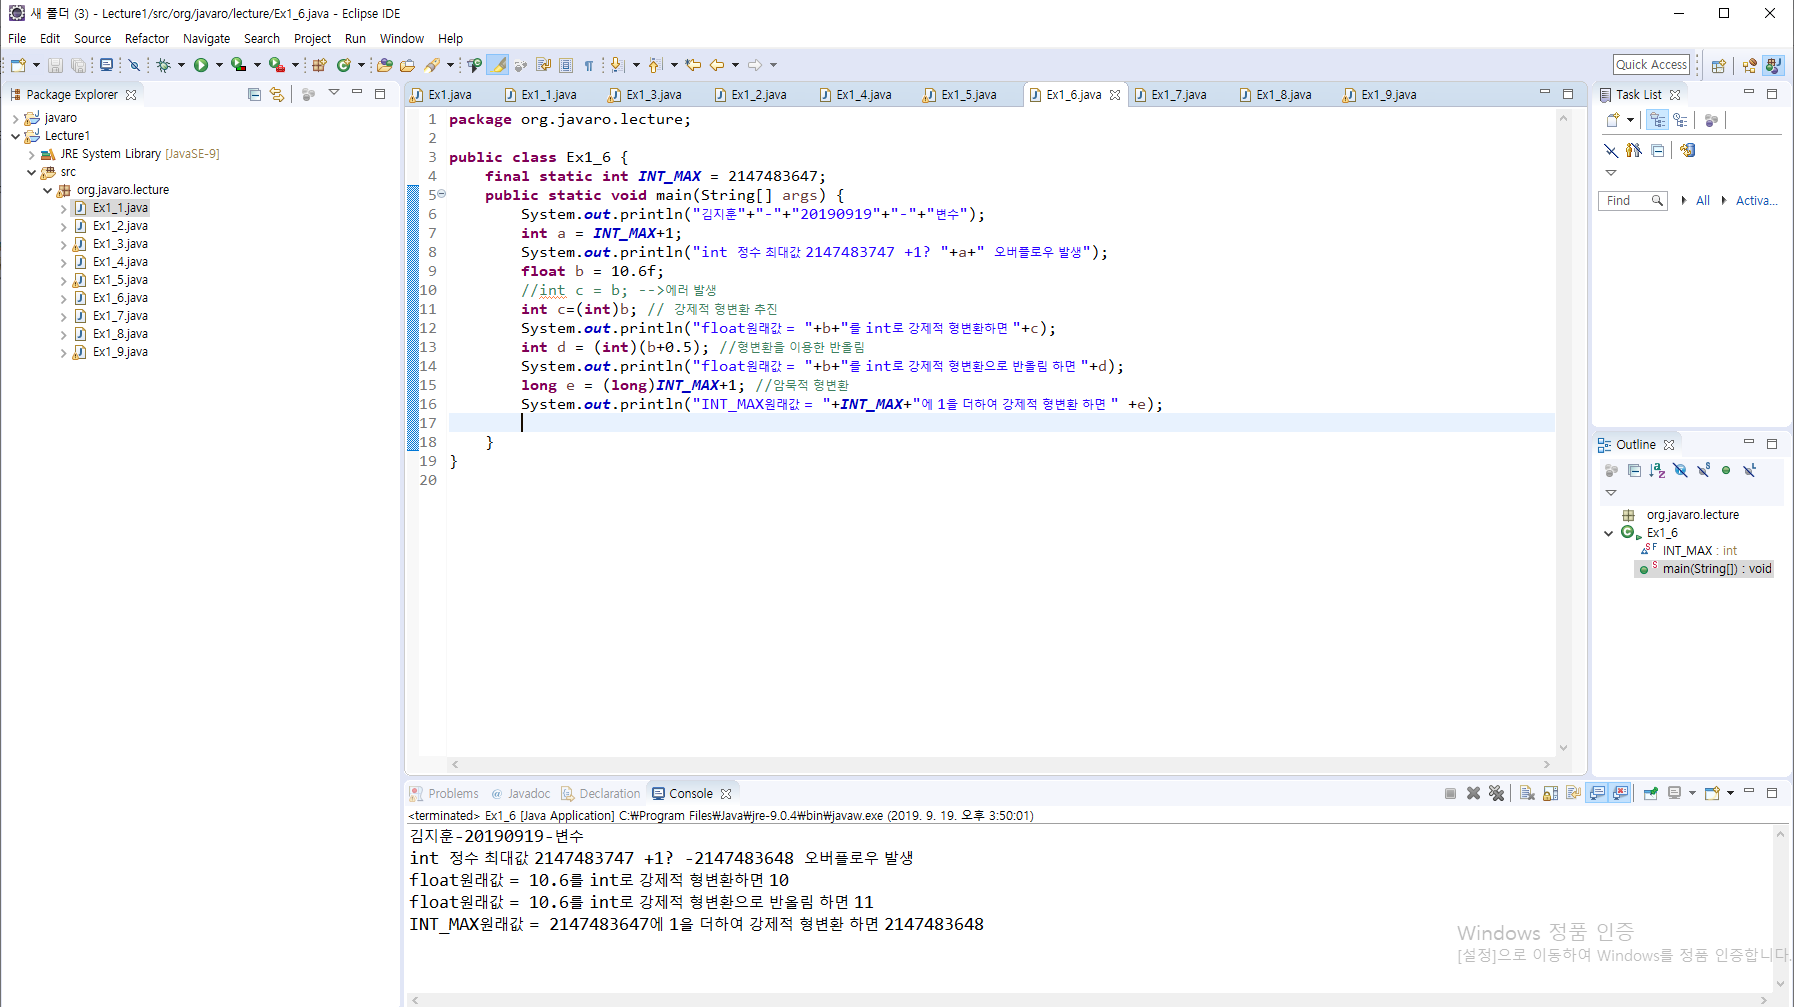 새 폴더 (3) - Lecture1/src/org/javaro/lecture/Ex1_6.java - Eclipse IDE
File Edit Source Refactor Navigate Search Project Run Window Help
Quick Access
Package Explorer
javaro
Lecture1
JRE System Library [JavaSE-9]
src
org.javaro.lecture
Ex1_1.java
Ex1_2.java
Ex1_3.java
Ex1_4.java
Ex1_5.java
Ex1_6.java
Ex1_7.java
Ex1_8.java
Ex1_9.java
Ex1.java Ex1_1.java Ex1_3.java Ex1_2.java Ex1_4.java Ex1_5.java Ex1_6.java Ex1_7.java Ex1_8.java Ex1_9.java
1 package org.javaro.lecture;
2
3 public class Ex1_6 {
4 final static int INT_MAX = 2147483647;
5 public static void main(String[] args) {
6 System.out.println("김지훈"+"-"+"20190919"+"-"+"변수");
7 int a = INT_MAX+1;
8 System.out.println("int 정수 최대값 2147483747 +1? "+a+" 오버플로우 발생");
9 float b = 10.6f;
10 //int c = b; -->에러 발생
11 int c=(int)b; // 강제적 형변환 추진
12 System.out.println("float원래값 = "+b+"를 int로 강제적 형변환하면 "+c);
13 int d = (int)(b+0.5); //형변환을 이용한 반올림
14 System.out.println("float원래값 = "+b+"를 int로 강제적 형변환으로 반올림 하면 "+d);
15 long e = (long)INT_MAX+1; //암묵적 형변환
16 System.out.println("INT_MAX원래값 = "+INT_MAX+"에 1을 더하여 강제적 형변환 하면 " +e);
17
18 }
19 }
20
Task List
Find All Activa...
Outline
org.javaro.lecture
Ex1_6
INT_MAX : int
main(String[]) : void
Problems Javadoc Declaration Console
<terminated> Ex1_6 [Java Application] C:₩Program Files₩Java₩jre-9.0.4₩bin₩javaw.exe (2019. 9. 19. 오후 3:50:01)
김지훈-20190919-변수
int 정수 최대값 2147483747 +1? -2147483648 오버플로우 발생
float원래값 = 10.6를 int로 강제적 형변환하면 10
float원래값 = 10.6를 int로 강제적 형변환으로 반올림 하면 11
INT_MAX원래값 = 2147483647에 1을 더하여 강제적 형변환 하면 2147483648
Windows 정품 인증
[설정]으로 이동하여 Windows를 정품 인증합니다.